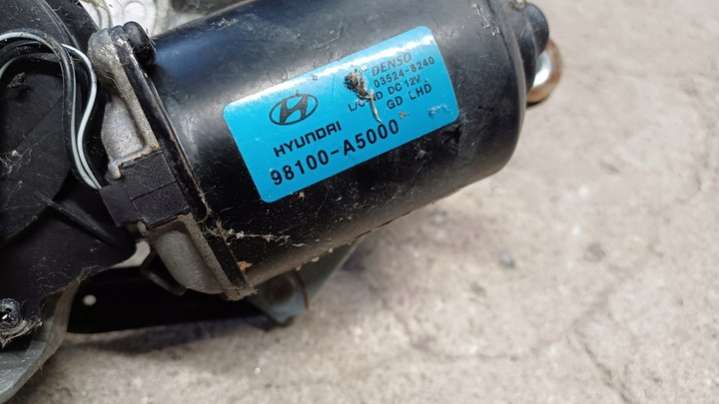 DENSO
03524-8240
DC 12V
GD LHD
HYUNDAI
98100-A5000